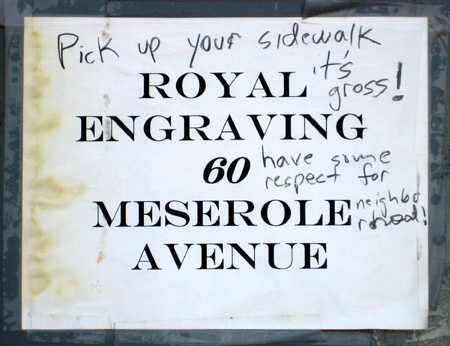 Pick up your sidewalk
it's
gross!
ROYAL
ENGRAVING
60
have some
respect for
neighbo
rhood!
MESEROLE
AVENUE